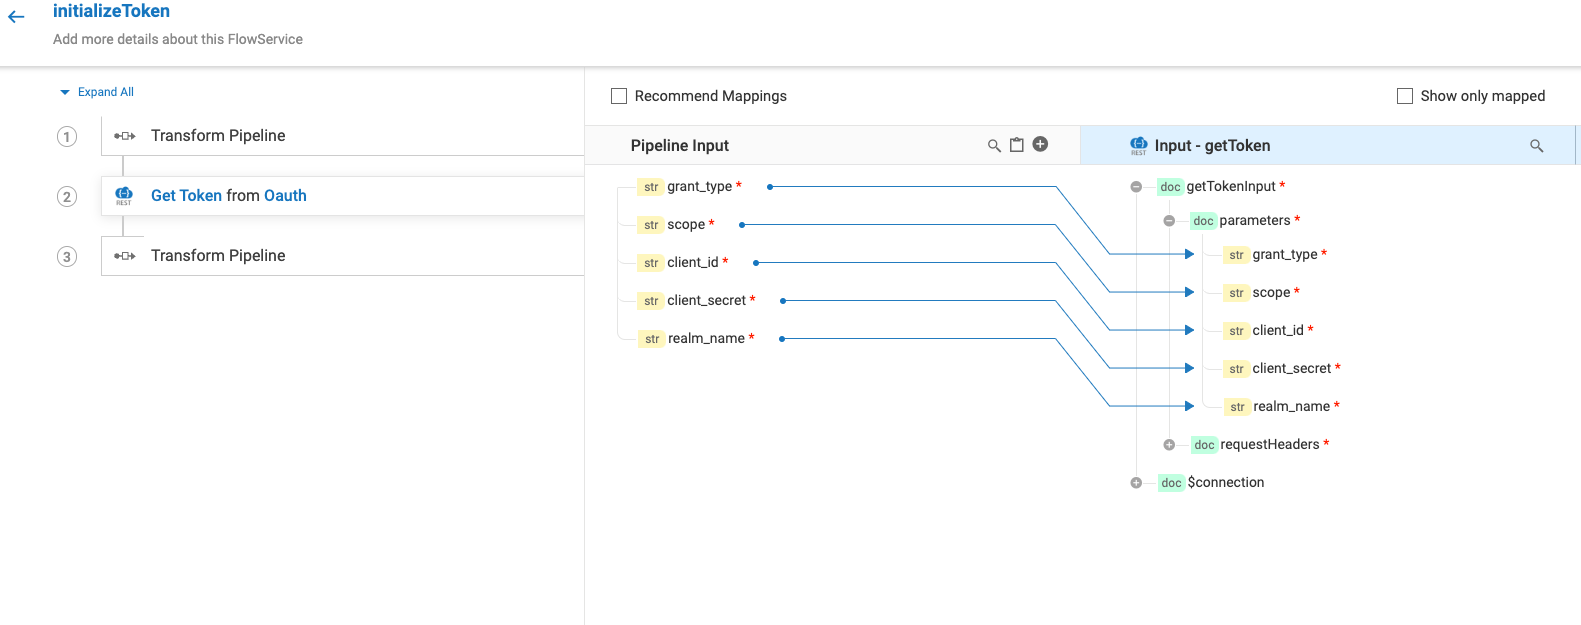 initializeToken
Add more details about this FlowService
Expand All
1 Transform Pipeline
2 REST Get Token from Oauth
3 Transform Pipeline
Recommend Mappings
Show only mapped
Pipeline Input
REST Input - getToken
str grant_type *
str scope *
str client_id *
str client_secret *
str realm_name *
doc getTokenInput *
doc parameters *
str grant_type *
str scope *
str client_id *
str client_secret *
str realm_name *
doc requestHeaders *
doc $connection